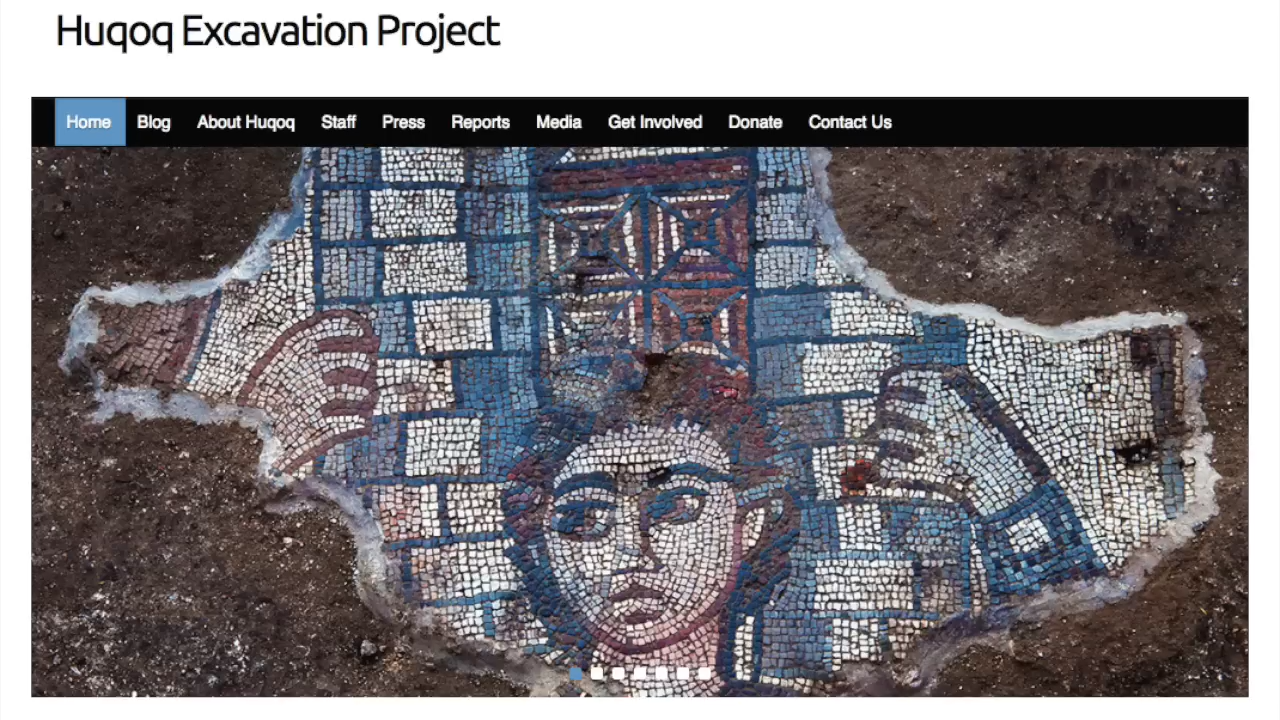 Huqoq Excavation Project
Home Blog About Huqoq Staff Press Reports Media Get Involved Donate Contact Us